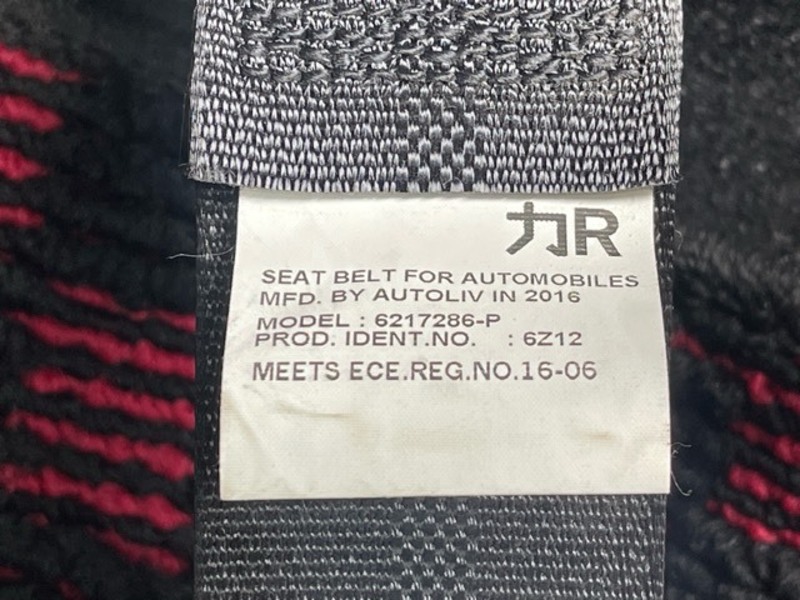 力R
SEAT BELT FOR AUTOMOBILES
MFD. BY AUTOLIV IN 2016
MODEL : 6217286-P
PROD. IDENT.NO. : 6Z12
MEETS ECE.REG.NO.16-06